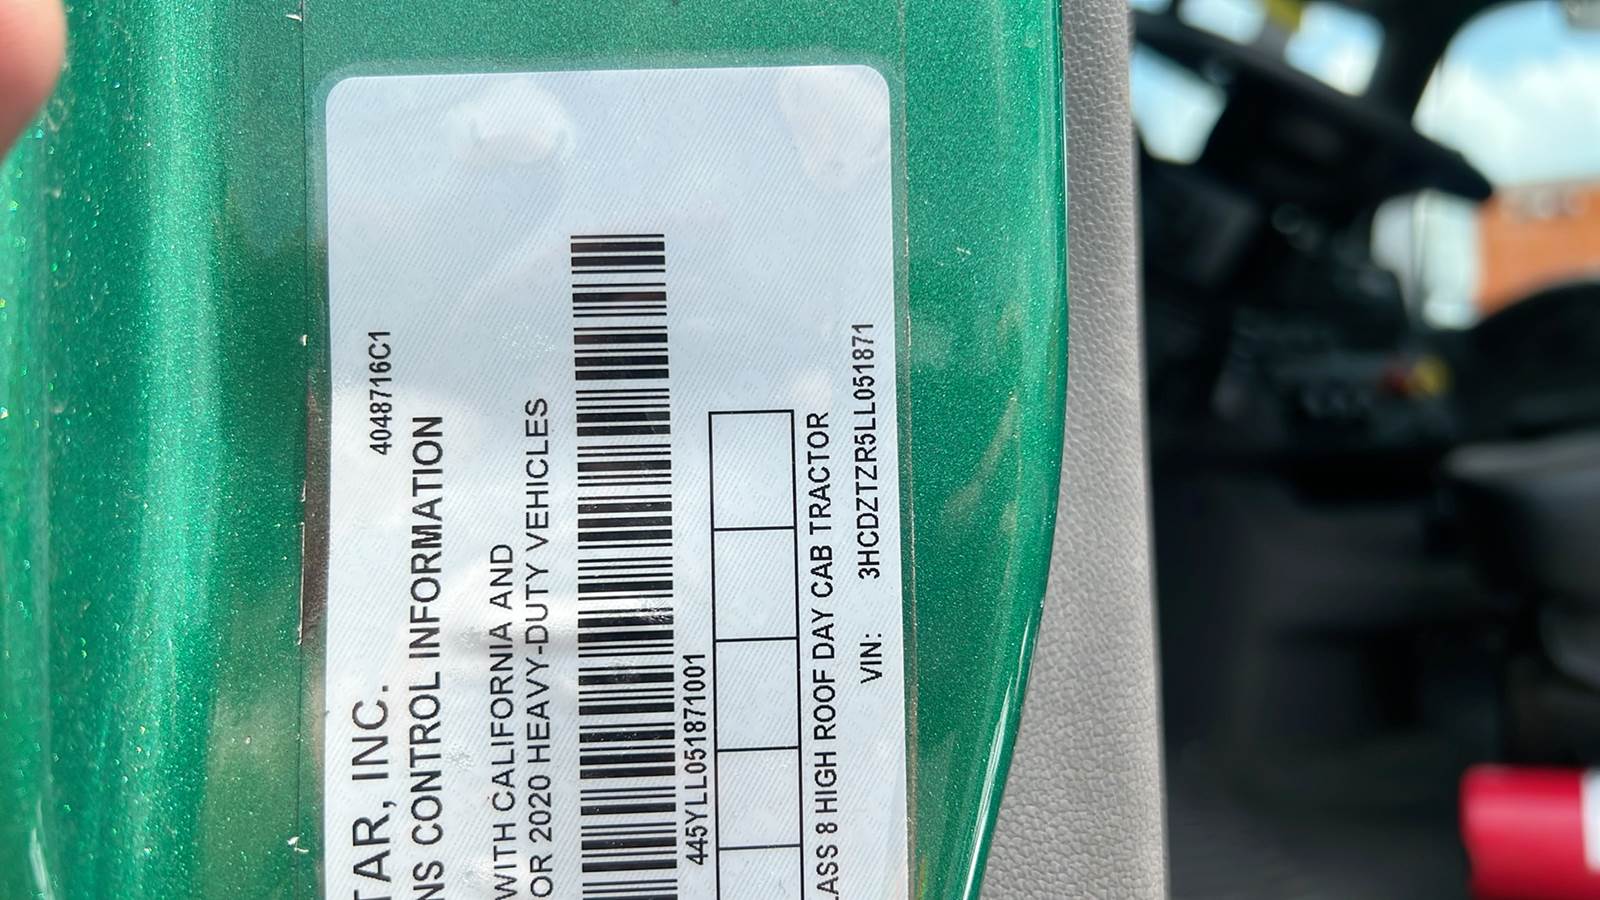 4048716C1
TAR, INC.
NS CONTROL INFORMATION
WITH CALIFORNIA AND
OR 2020 HEAVY-DUTY VEHICLES
445YLL051871001
LASS 8 HIGH ROOF DAY CAB TRACTOR
VIN: 3HCDZTZR5LL051871